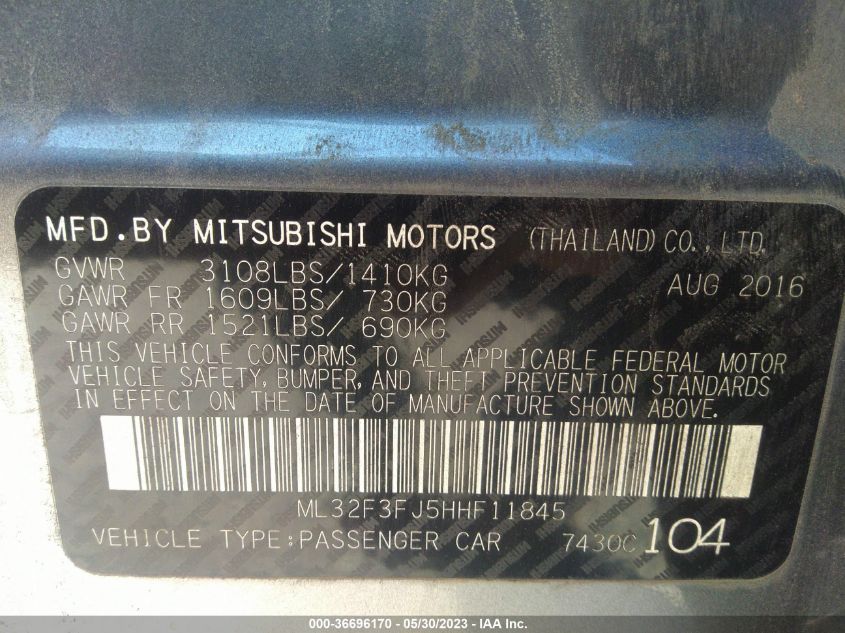 MFD.BY MITSUBISHI MOTORS (THAILAND) CO.,LTD.
GVWR 3108LBS/1410KG AUG 2016
GAWR FR 1609LBS/ 730KG
GAWR RR 1521LBS/ 690KG
THIS VEHICLE CONFORMS TO ALL APPLICABLE FEDERAL MOTOR
VEHICLE SAFETY, BUMPER, AND THEFT PREVENTION STANDARDS
IN EFFECT ON THE DATE OF MANUFACTURE SHOWN ABOVE.
ML32F3FJ5HHF11845
VEHICLE TYPE:PASSENGER CAR 7430C 104
000-36696170 - 05/30/2023 - IAA Inc.